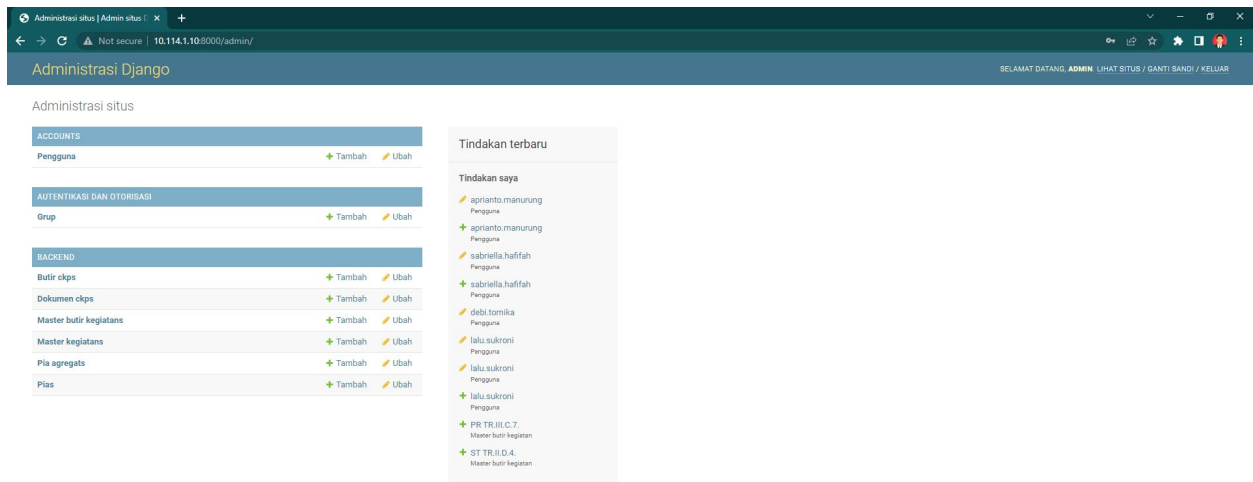 Administrasi situs | Admin situs D
Not secure | 10.114.1.10:8000/admin/
Administrasi Django
SELAMAT DATANG, ADMIN. LIHAT SITUS / GANTI SANDI / KELUAR
Administrasi situs
ACCOUNTS
Pengguna Tambah Ubah
AUTENTIKASI DAN OTORISASI
Grup Tambah Ubah
BACKEND
Butir ckps Tambah Ubah
Dokumen ckps Tambah Ubah
Master butir kegiatans Tambah Ubah
Master kegiatans Tambah Ubah
Pia agregats Tambah Ubah
Pias Tambah Ubah
Tindakan terbaru
Tindakan saya
aprianto.manurung
Pengguna
aprianto.manurung
Pengguna
sabriella.hafifah
Pengguna
sabriella.hafifah
Pengguna
debi.tomika
Pengguna
lalu.sukroni
Pengguna
lalu.sukroni
Pengguna
lalu.sukroni
Pengguna
PR TR.III.C.7.
Master butir kegiatan
ST TR.II.D.4.
Master butir kegiatan